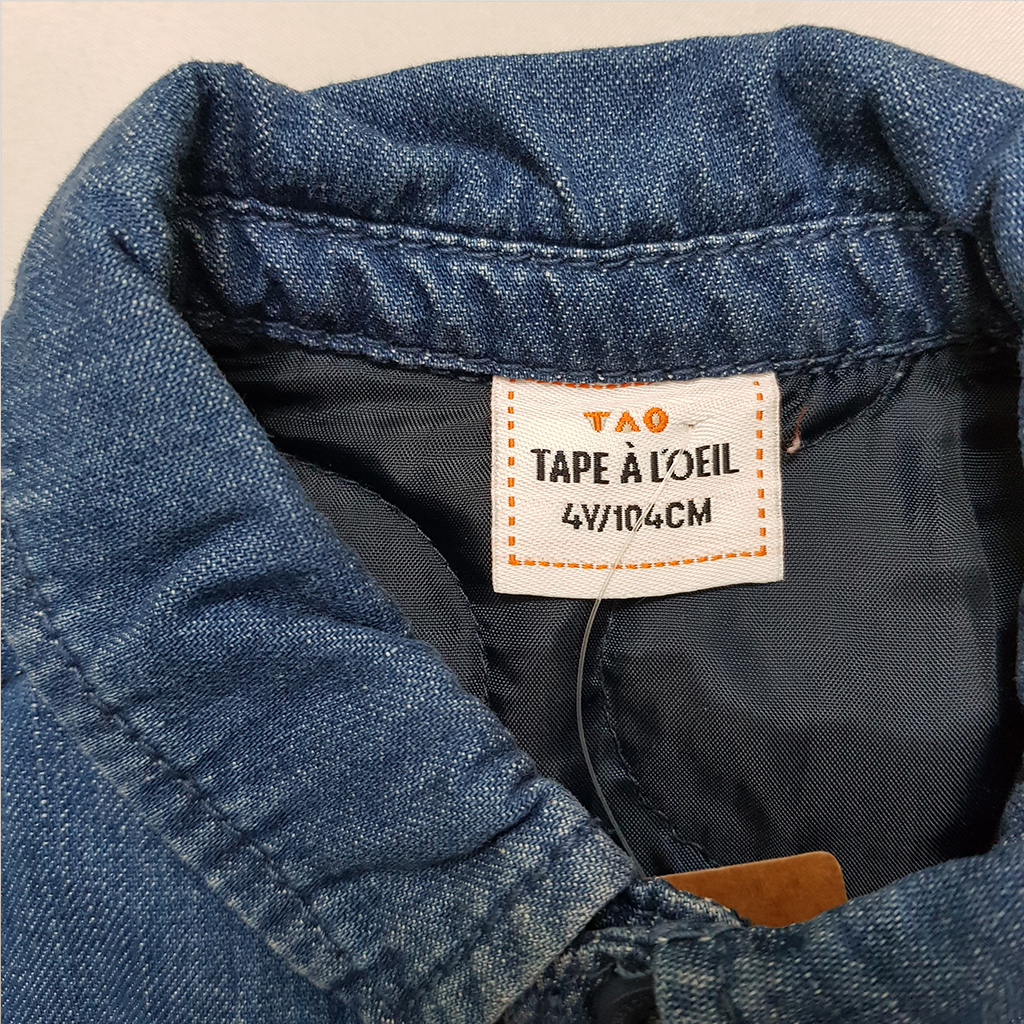 TAO
TAPE À L'OEIL
4Y/104CM